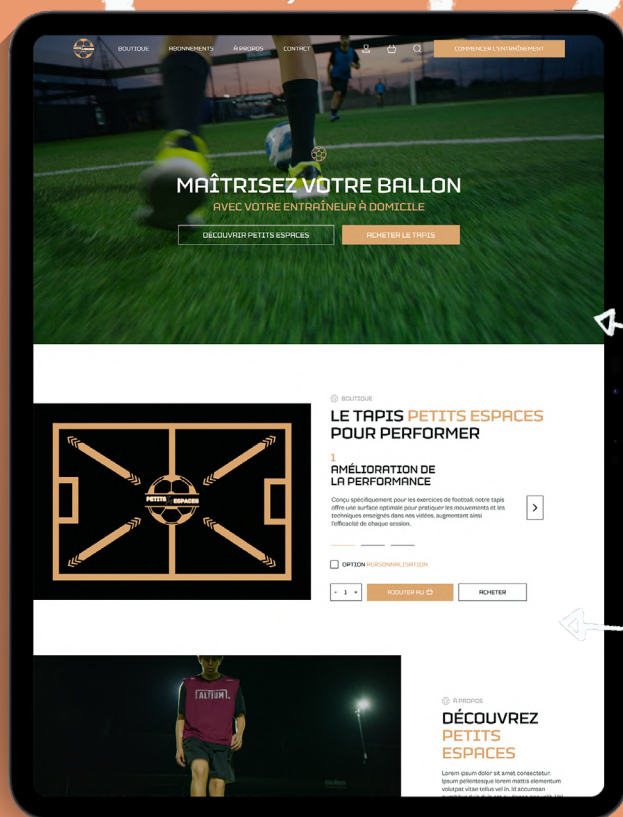 BOUTIQUE
ABONNEMENTS
À PROPOS
CONTACT
COMMENCER L'ENTRAÎNEMENT
MAÎTRISEZ VOTRE BALLON
AVEC VOTRE ENTRAÎNEUR À DOMICILE
DÉCOUVRIR PETITS ESPACES
ACHETER LE TAPIS
BOUTIQUE
LE TAPIS PETITS ESPACES
POUR PERFORMER
1
AMÉLIORATION DE
LA PERFORMANCE
Conçu spécifiquement pour les exercices de football, notre tapis
offre une surface optimale pour pratiquer les mouvements et les
techniques enseignés dans nos vidéos, augmentant ainsi
l'efficacité de chaque session.
OPTION PERSONNALISATION
- 1 +
AJOUTER AU
ACHETER
PETITS ESPACES
ALTIUM
À PROPOS
DÉCOUVREZ
PETITS
ESPACES
Lorem ipsum dolor sit amet consectetur.
Ipsum pellentesque lorem mattis elementum
volutpat vitae tellus vel in. Id accumsan